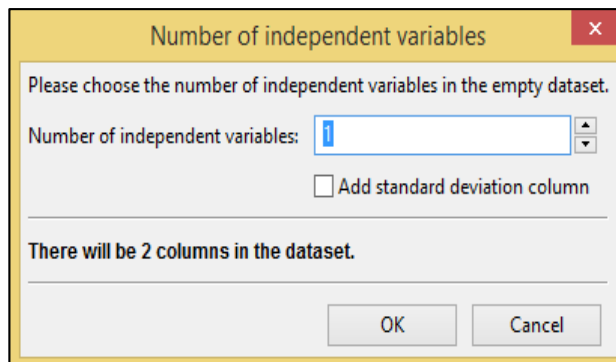 Number of independent variables
Please choose the number of independent variables in the empty dataset.
Number of independent variables: 1
Add standard deviation column
There will be 2 columns in the dataset.
OK Cancel